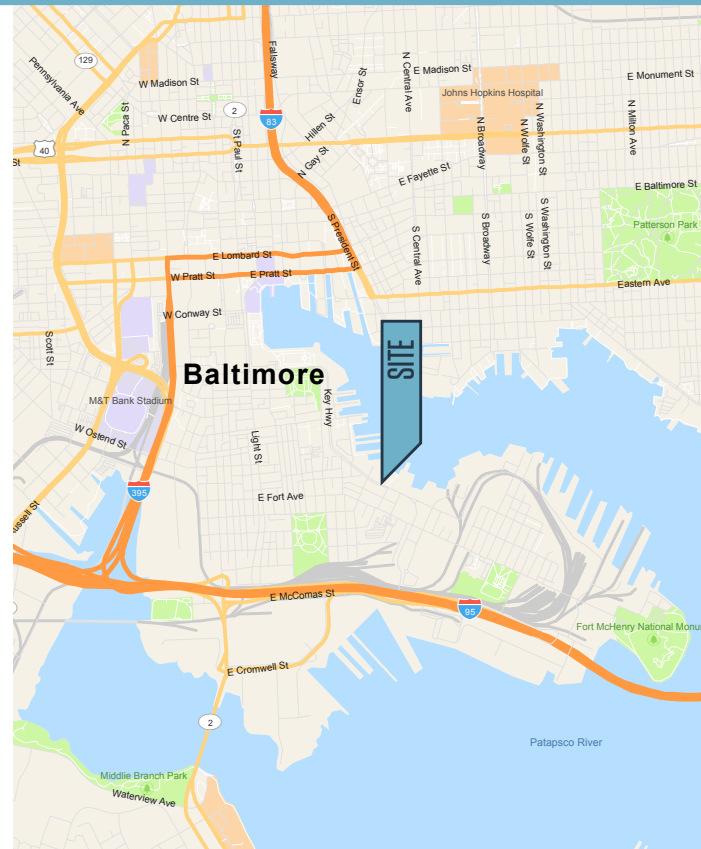 129
Pennsylvania Ave
W Madison St
N Paca St
W Centre St
2
St Paul St
Fallsway
83
Ensor St
Hillen St
N Gay St
N Central Ave
E Madison St
Johns Hopkins Hospital
E Monument St
N Broadway
N Wolfe St
N Washington St
N Milton Ave
40
St
E Fayette St
E Baltimore St
Patterson Park
S President St
S Central Ave
S Broadway
S Wolfe St
S Washington St
Eastern Ave
E Lombard St
W Pratt St
E Pratt St
W Conway St
Scott St
Baltimore
SITE
M&T Bank Stadium
Key Hwy
Light St
W Ostend St
395
E Fort Ave
ussell St
E McComas St
95
Fort McHenry National Monu
E Cromwell St
2
Patapsco River
Middlie Branch Park
Waterview Ave